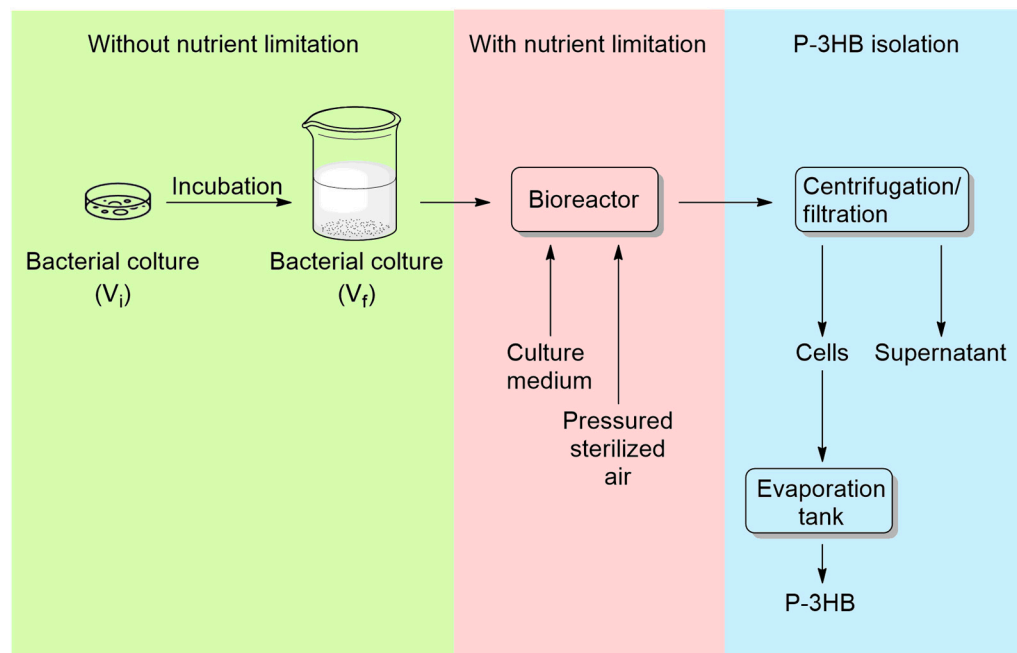 Without nutrient limitation
With nutrient limitation
P-3HB isolation
Incubation
Bacterial colture
(Vi)
Bacterial colture
(Vf)
Bioreactor
Culture
medium
Pressured
sterilized
air
Centrifugation/
filtration
Cells
Supernatant
Evaporation
tank
P-3HB